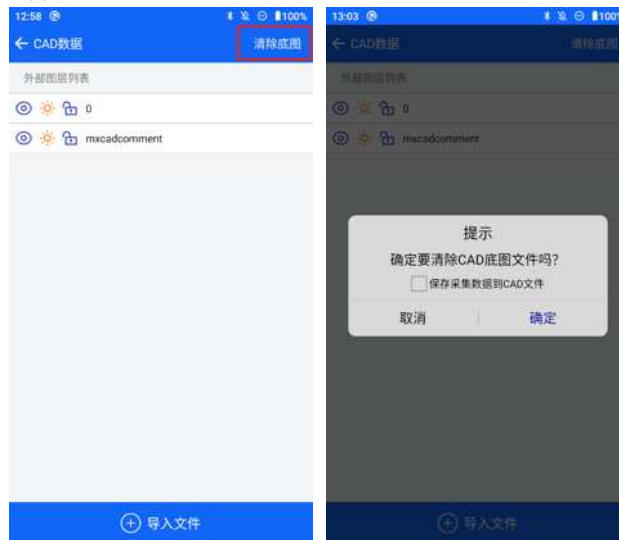 12:58
100%
← CAD数据
清除底图
外部图层列表
0
mxcadcomment
导入文件
13:03
100%
← CAD数据
清除底图
外部图层列表
0
mxcadcomment
提示
确定要清除CAD底图文件吗?
保存采集数据到CAD文件
取消
确定
导入文件